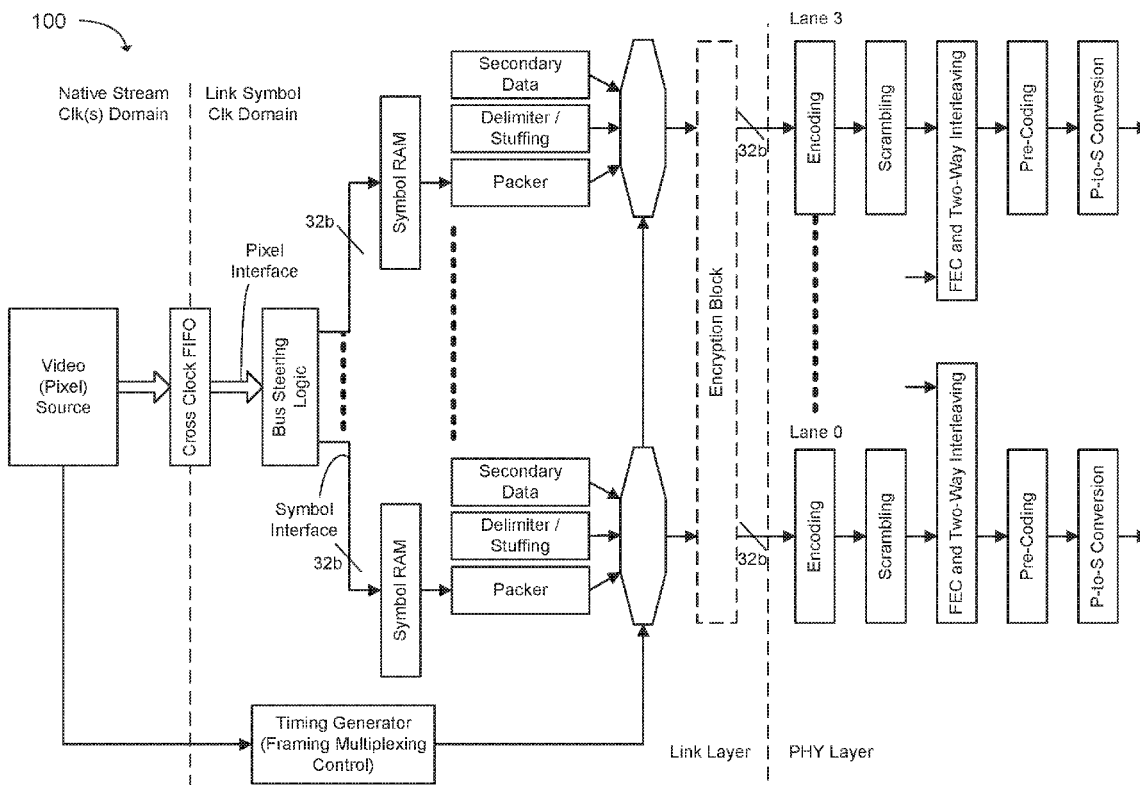 100
Lane 3
Native Stream
Clk(s) Domain
Link Symbol
Clk Domain
Secondary
Data
Delimiter /
Stuffing
Packer
Symbol RAM
32b
Pixel
Interface
Encryption Block
32b
Encoding
Scrambling
FEC and Two-Way Interleaving
Pre-Coding
P-to-S Conversion
Video
(Pixel)
Source
Cross Clock FIFO
Bus Steering
Logic
Symbol
Interface
32b
Symbol RAM
Secondary
Data
Delimiter /
Stuffing
Packer
32b
Lane 0
Encoding
Scrambling
FEC and Two-Way Interleaving
Pre-Coding
P-to-S Conversion
Timing Generator
(Framing Multiplexing
Control)
Link Layer
PHY Layer